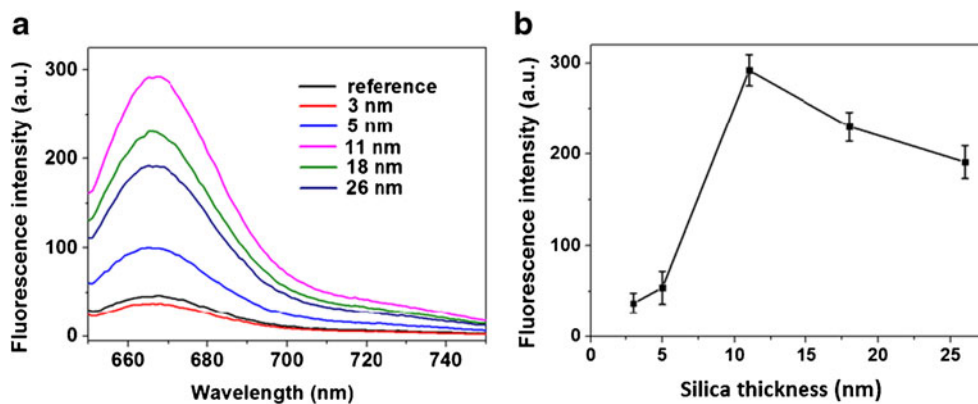 a
Fluorescence intensity (a.u.)
300
200
100
0
660
680
700
720
740
Wavelength (nm)
reference
3 nm
5 nm
11 nm
18 nm
26 nm
b
Fluorescence intensity (a.u.)
300
200
100
0
0
5
10
15
20
25
Silica thickness (nm)